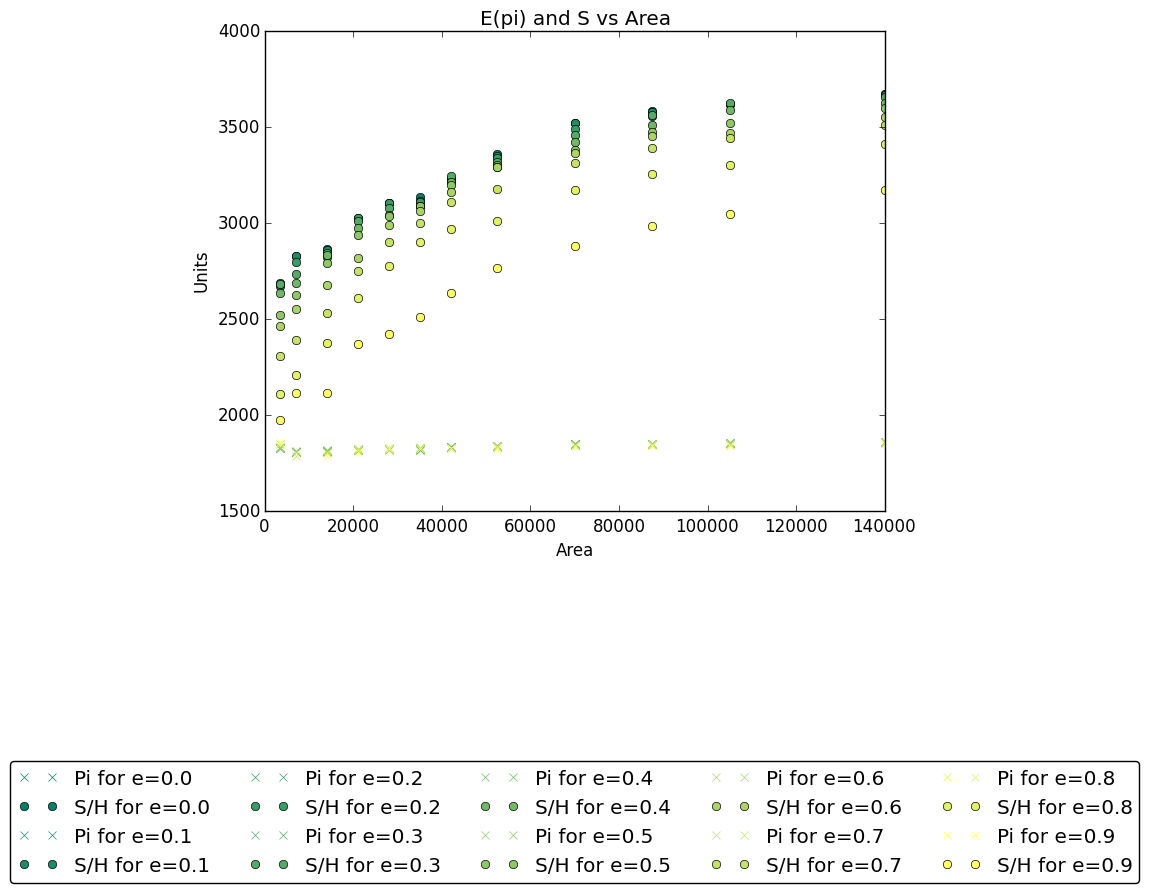 E(pi) and S vs Area
4000
3500
3000
2500
2000
1500
Units
0 20000 40000 60000 80000 100000 120000 140000
Area
Pi for e=0.0 Pi for e=0.2 Pi for e=0.4 Pi for e=0.6 Pi for e=0.8
S/H for e=0.0 S/H for e=0.2 S/H for e=0.4 S/H for e=0.6 S/H for e=0.8
Pi for e=0.1 Pi for e=0.3 Pi for e=0.5 Pi for e=0.7 Pi for e=0.9
S/H for e=0.1 S/H for e=0.3 S/H for e=0.5 S/H for e=0.7 S/H for e=0.9